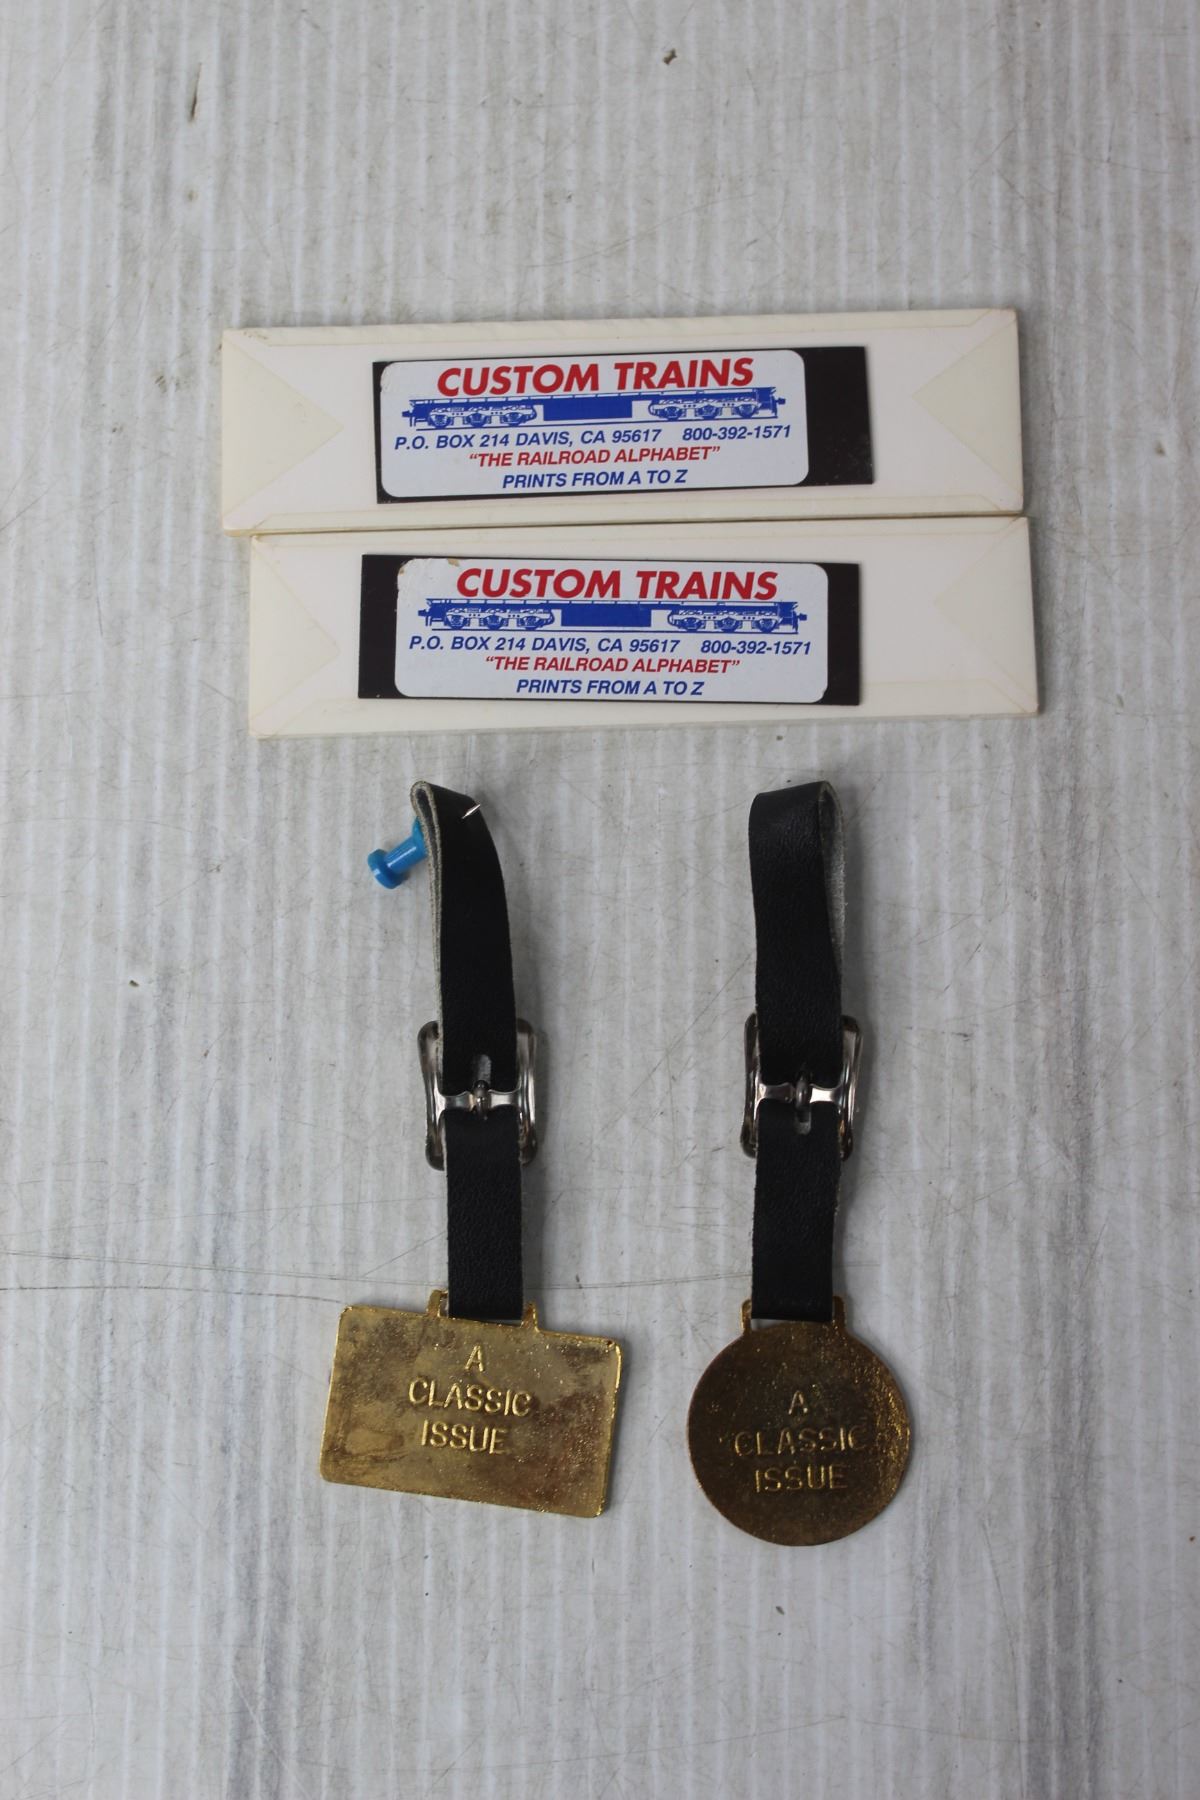 CUSTOM TRAINS
P.O. BOX 214 DAVIS, CA 95617 800-392-1571
"THE RAILROAD ALPHABET"
PRINTS FROM A TO Z
CUSTOM TRAINS
P.O. BOX 214 DAVIS, CA 95617 800-392-1571
"THE RAILROAD ALPHABET"
PRINTS FROM A TO Z
A
CLASSIC
ISSUE
A
CLASSIC
ISSUE